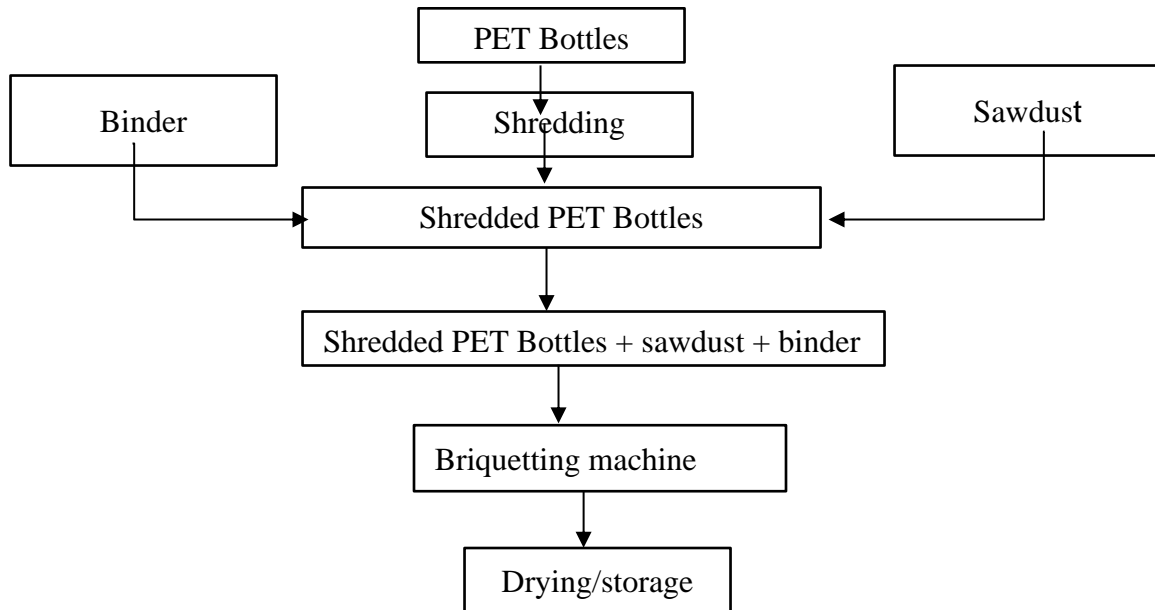 PET Bottles
Binder
Shredding
Sawdust
Shredded PET Bottles
Shredded PET Bottles + sawdust + binder
Briquetting machine
Drying/storage